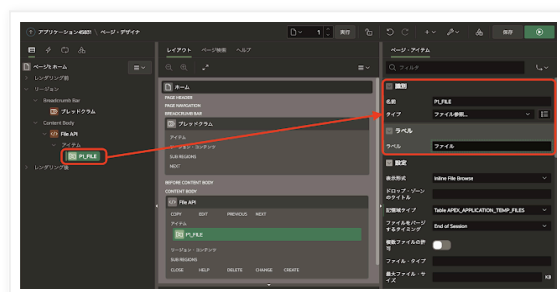 アプリケーション45831 \ ページ・デザイナ
1
実行
保存
レイアウト
ページ検索
ヘルプ
ページ・アイテム
フィルタ
ページ1: ホーム
レンダリング前
リージョン
Breadcrumb Bar
ブレッドクラム
Content Body
File API
アイテム
P1_FILE
レンダリング後
ホーム
PAGE HEADER
PAGE NAVIGATION
BREADCRUMB BAR
ブレッドクラム
アイテム
リージョン・コンテンツ
SUB REGIONS
NEXT
BEFORE CONTENT BODY
CONTENT BODY
File API
COPY
EDIT
PREVIOUS
NEXT
アイテム
P1_FILE
リージョン・コンテンツ
SUB REGIONS
CLOSE
HELP
DELETE
CHANGE
CREATE
識別
名前
P1_FILE
タイプ
ファイル参照...
ラベル
ラベル
ファイル
設定
表示形式
Inline File Browse
ドロップ・ゾーン
のタイトル
記憶域タイプ
Table APEX_APPLICATION_TEMP_FILES
ファイルをパージ
するタイミング
End of Session
複数ファイルの許
可
ファイル・タイプ
最大ファイル・サ
イズ
KB